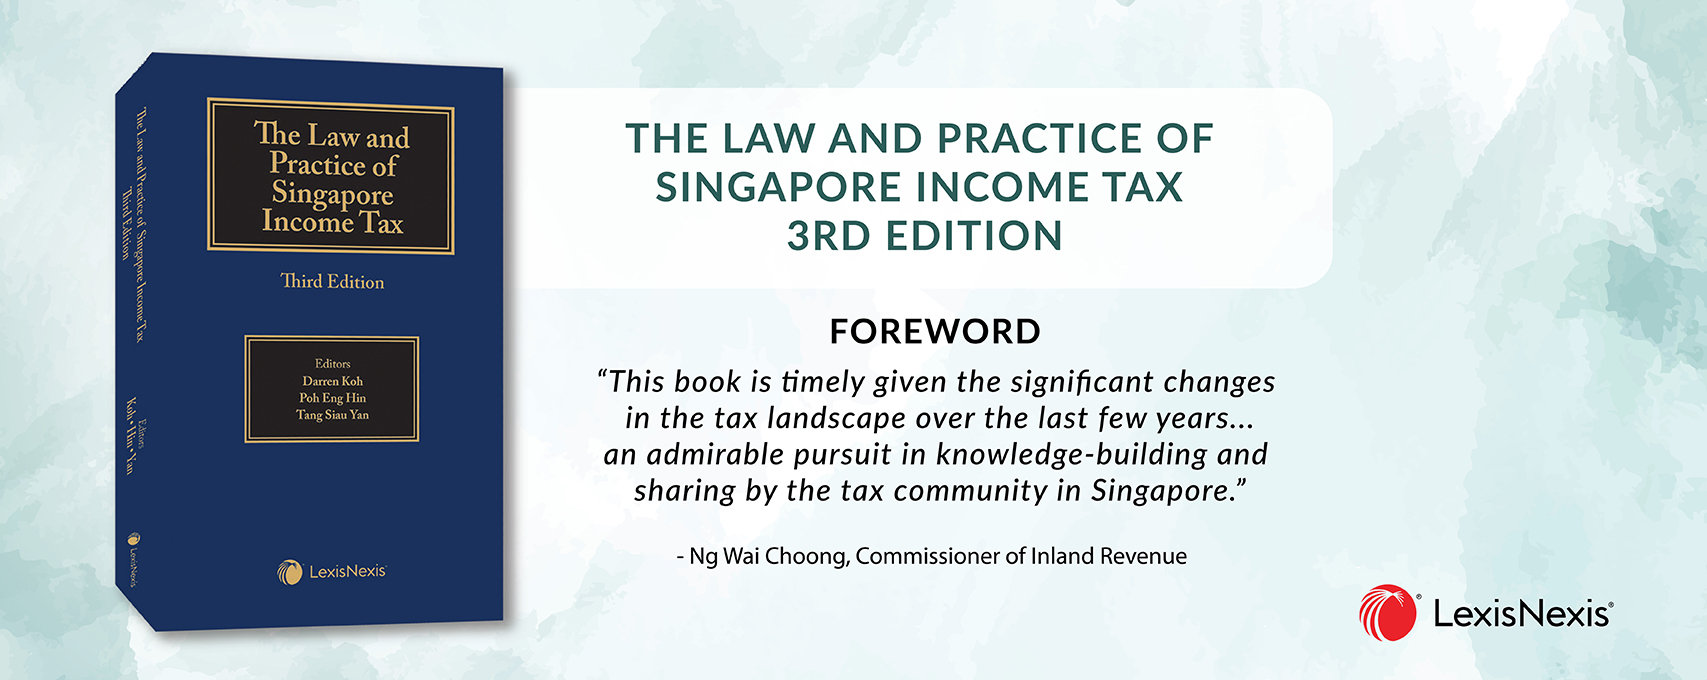 The Law and
Practice of
Singapore
Income Tax
Third Edition
Editors
Darren Koh
Poh Eng Hin
Tang Siau Yan
LexisNexis®
The Law and Practice of Singapore Income Tax
Third Edition
Editors
Koh • Hin • Yan
LexisNexis
THE LAW AND PRACTICE OF
SINGAPORE INCOME TAX
3RD EDITION
FOREWORD
“This book is timely given the significant changes
in the tax landscape over the last few years...
an admirable pursuit in knowledge-building and
sharing by the tax community in Singapore.”
- Ng Wai Choong, Commissioner of Inland Revenue
® LexisNexis®